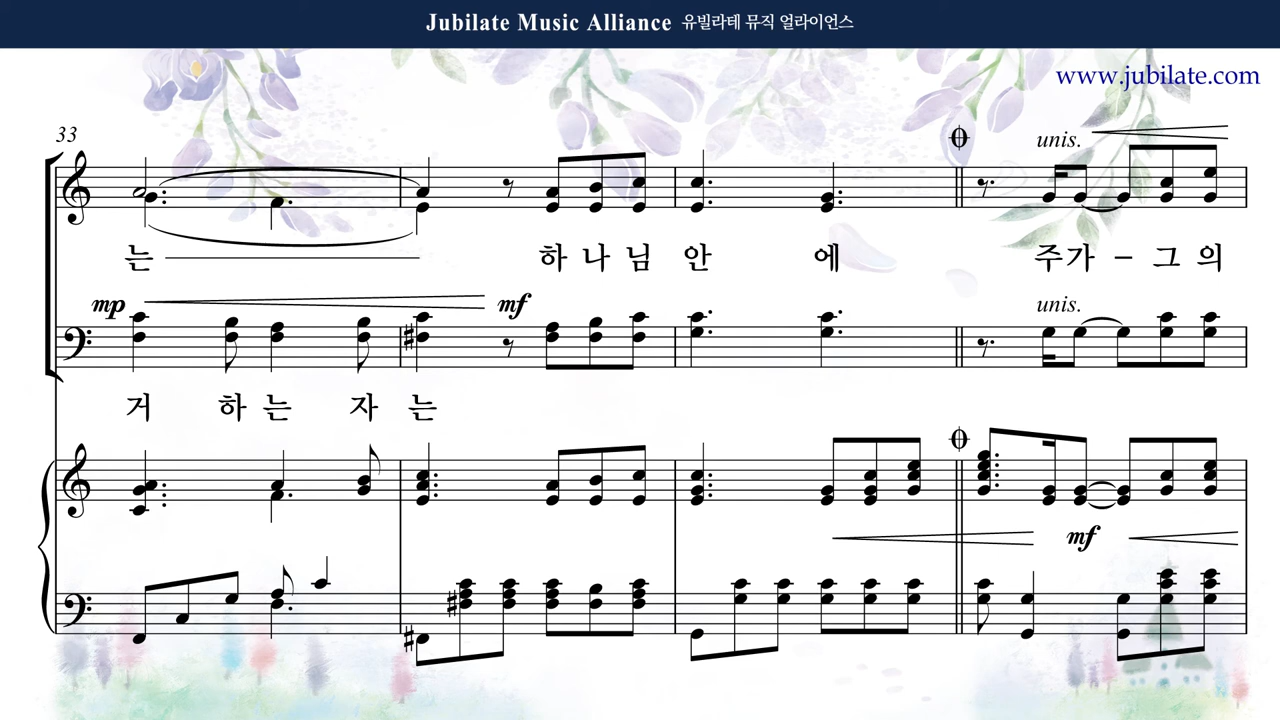 Jubilate Music Alliance 유빌라테 뮤직 얼라이언스
www.jubilate.com
33
unis.
는 하 나 님 안 에 주 가 - 그 의
mp mf
unis.
거 하 는 자 는
mf